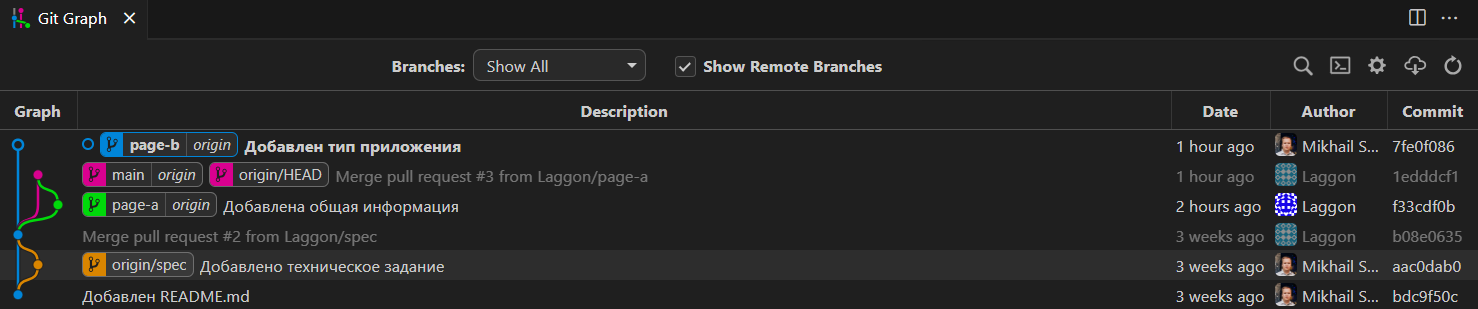 Git Graph
Branches: Show All Show Remote Branches
Graph Description Date Author Commit
page-b origin Добавлен тип приложения 1 hour ago Mikhail S... 7fe0f086
main origin origin/HEAD Merge pull request #3 from Laggon/page-a 1 hour ago Laggon 1edddcf1
page-a origin Добавлена общая информация 2 hours ago Laggon f33cdf0b
Merge pull request #2 from Laggon/spec 3 weeks ago Laggon b08e0635
origin/spec Добавлено техническое задание 3 weeks ago Mikhail S... aac0dab0
Добавлен README.md 3 weeks ago Mikhail S... bdc9f50c